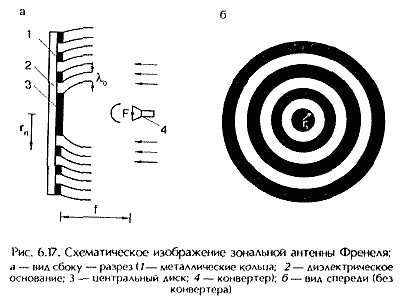 а
б
1
2
3
λ₀
F
4
rₙ
f
Рис. 6.17. Схематическое изображение зональной антенны Френеля:
а — вид сбоку — разрез (1— металлические кольца; 2 — диэлектрическое
основание; 3 — центральный диск; 4 — конвертер); б — вид спереди (без
конвертера)